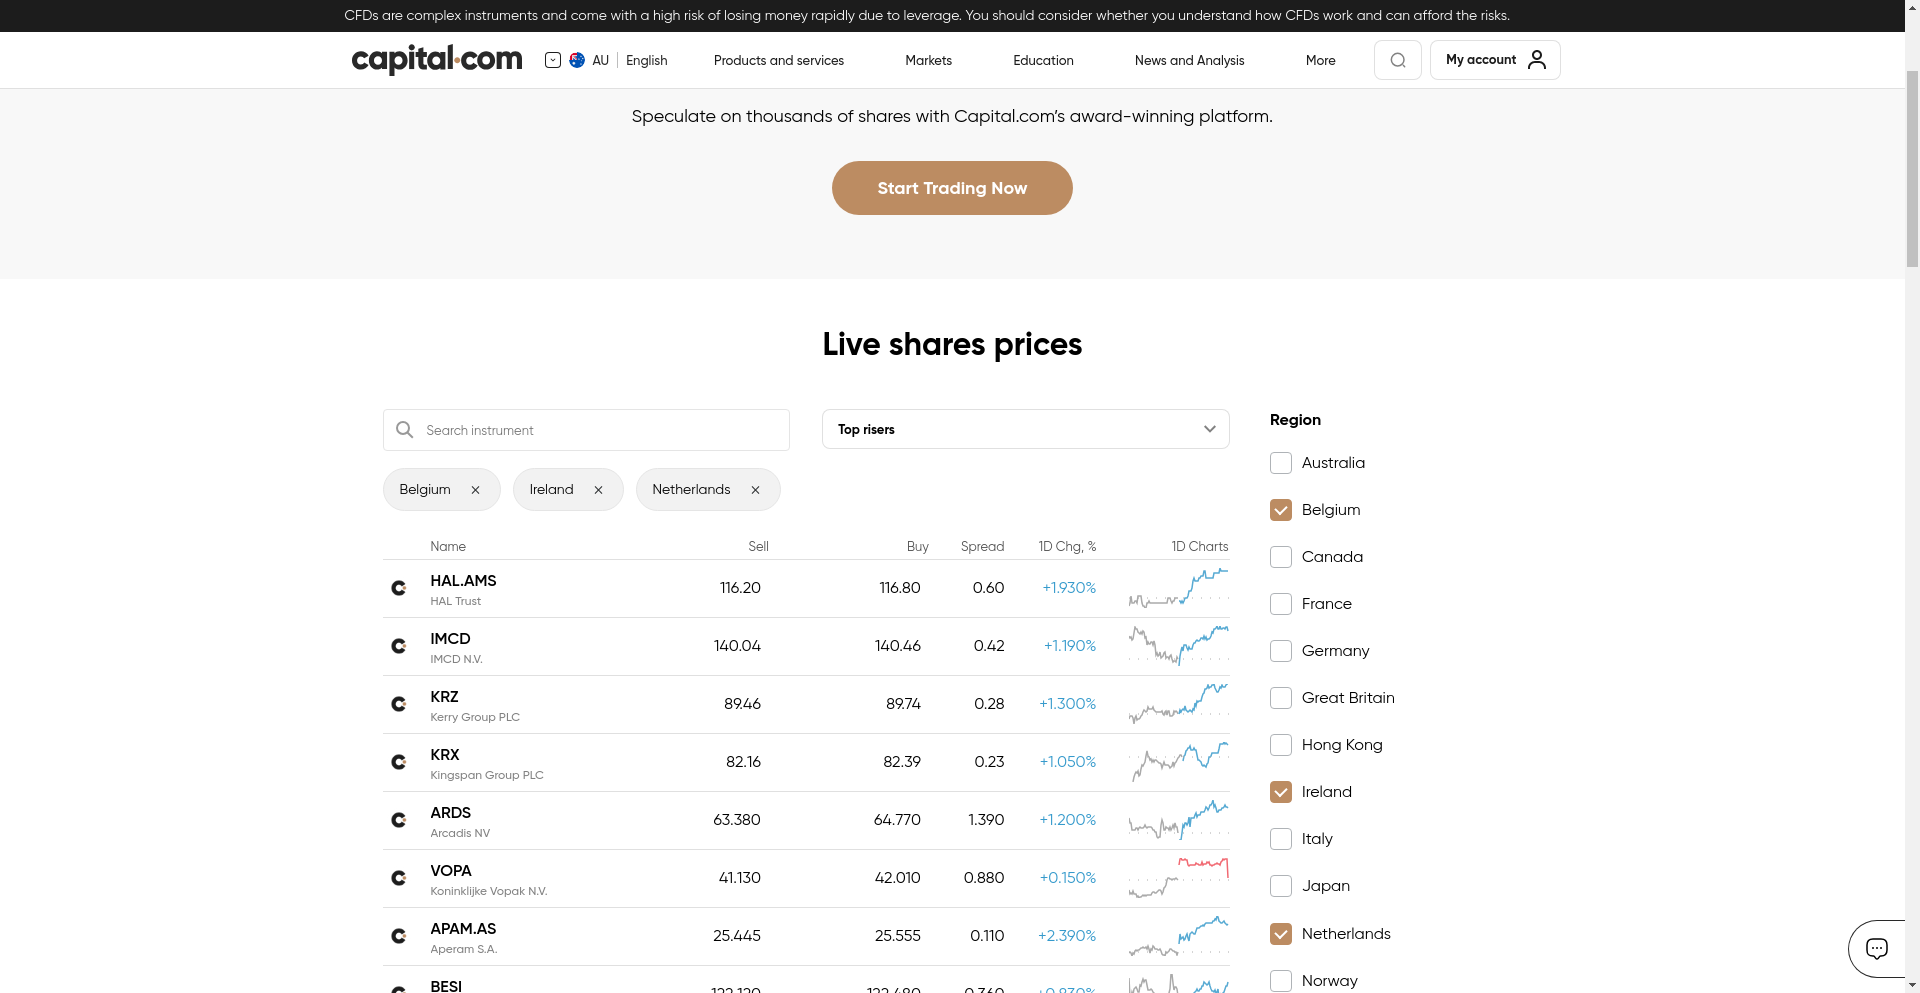 CFDs are complex instruments and come with a high risk of losing money rapidly due to leverage. You should consider whether you understand how CFDs work and can afford the risks.
capital.com AU English Products and services Markets Education News and Analysis More My account
Speculate on thousands of shares with Capital.com’s award-winning platform.
Start Trading Now
Live shares prices
Search instrument
Top risers
Belgium Ireland Netherlands
Name Sell Buy Spread 1D Chg, % 1D Charts
HAL.AMS 116.20 116.80 0.60 +1.930%
HAL Trust
IMCD 140.04 140.46 0.42 +1.190%
IMCD N.V.
KRZ 89.46 89.74 0.28 +1.300%
Kerry Group PLC
KRX 82.16 82.39 0.23 +1.050%
Kingspan Group PLC
ARDS 63.380 64.770 1.390 +1.200%
Arcadis NV
VOPA 41.130 42.010 0.880 +0.150%
Koninklijke Vopak N.V.
APAM.AS 25.445 25.555 0.110 +2.390%
Aperam S.A.
BESI 122.120 122.480 0.360 +0.830%
Region
Australia
Belgium
Canada
France
Germany
Great Britain
Hong Kong
Ireland
Italy
Japan
Netherlands
Norway